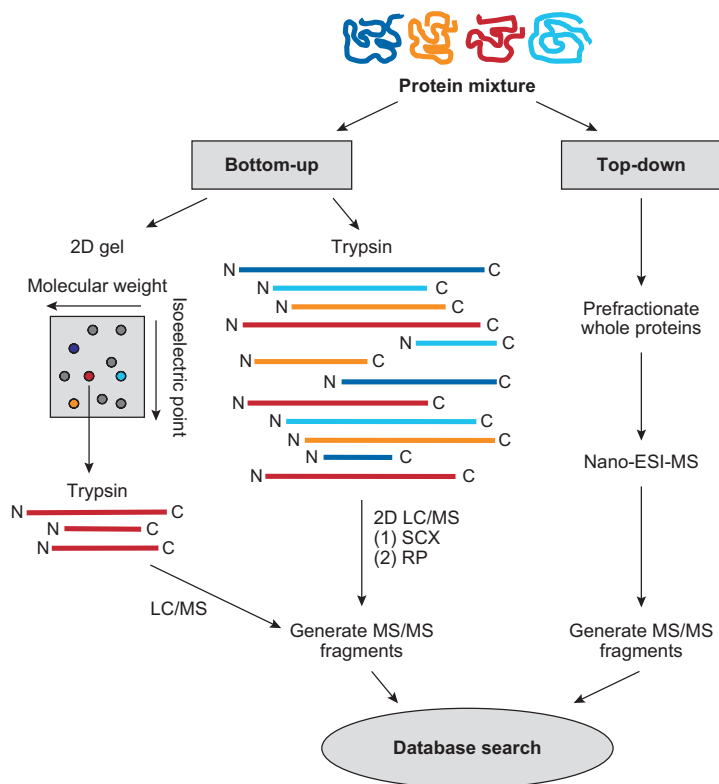 Protein mixture
Bottom-up
Top-down
2D gel
Molecular weight
Isoelectric point
Trypsin
N C
N C
N C
LC/MS
Trypsin
N C
N C
N C
N C
N C
N C
N C
N C
N C
N C
N C
N C
2D LC/MS
(1) SCX
(2) RP
Generate MS/MS
fragments
Prefractionate
whole proteins
Nano-ESI-MS
Generate MS/MS
fragments
Database search